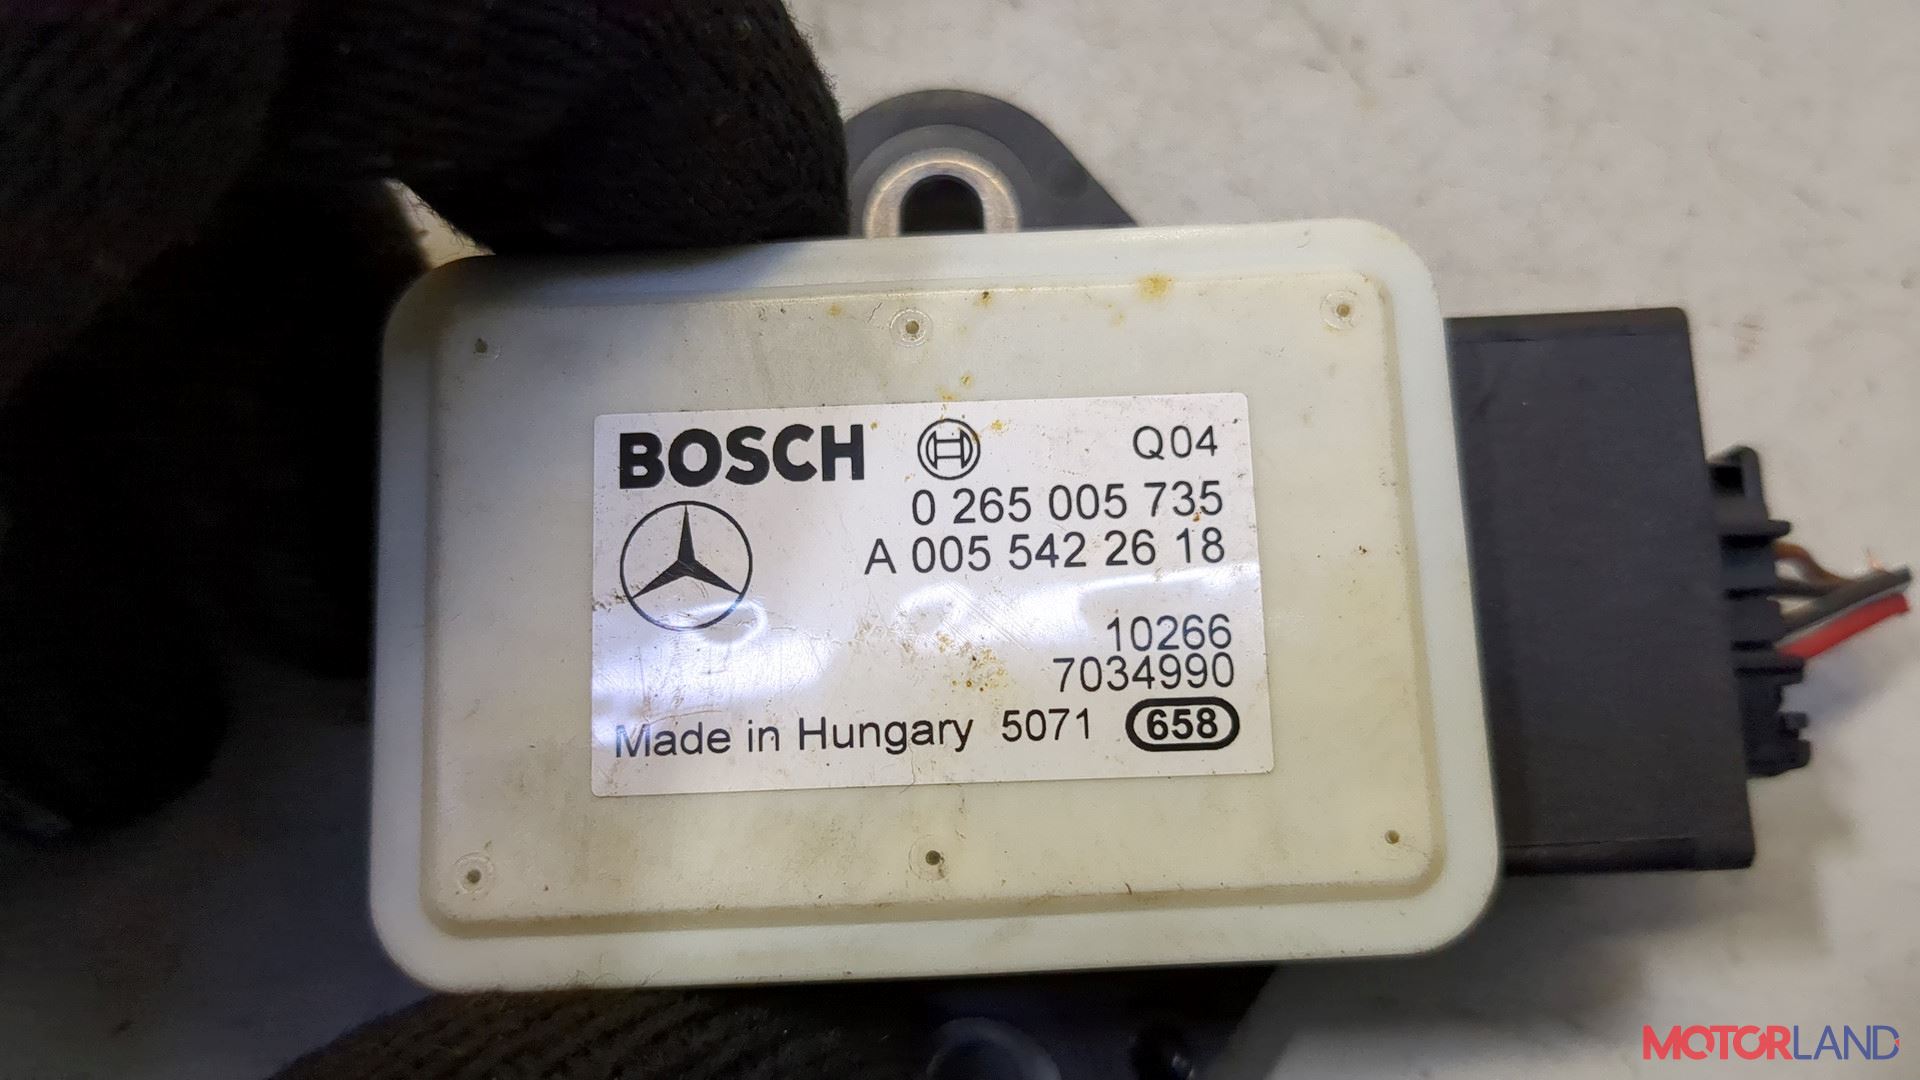 BOSCH Q04
0 265 005 735
A 005 542 26 18
10266
7034990
Made in Hungary 5071 658
MOTORLAND